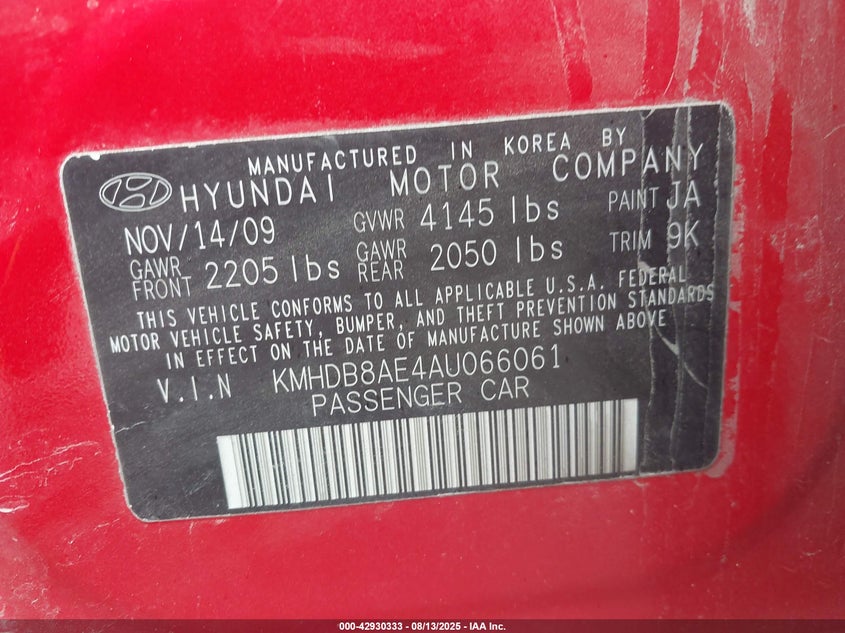 MANUFACTURED IN KOREA BY
HYUNDAI MOTOR COMPANY
NOV/14/09 GVWR 4145 lbs PAINT JA
GAWR FRONT 2205 lbs GAWR REAR 2050 lbs TRIM 9K
THIS VEHICLE CONFORMS TO ALL APPLICABLE U.S.A. FEDERAL
MOTOR VEHICLE SAFETY, BUMPER, AND THEFT PREVENTION STANDARDS
IN EFFECT ON THE DATE OF MANUFACTURE SHOWN ABOVE
V.I.N KMHDB8AE4AU066061
PASSENGER CAR
000-42930333 - 08/13/2025 - IAA Inc.